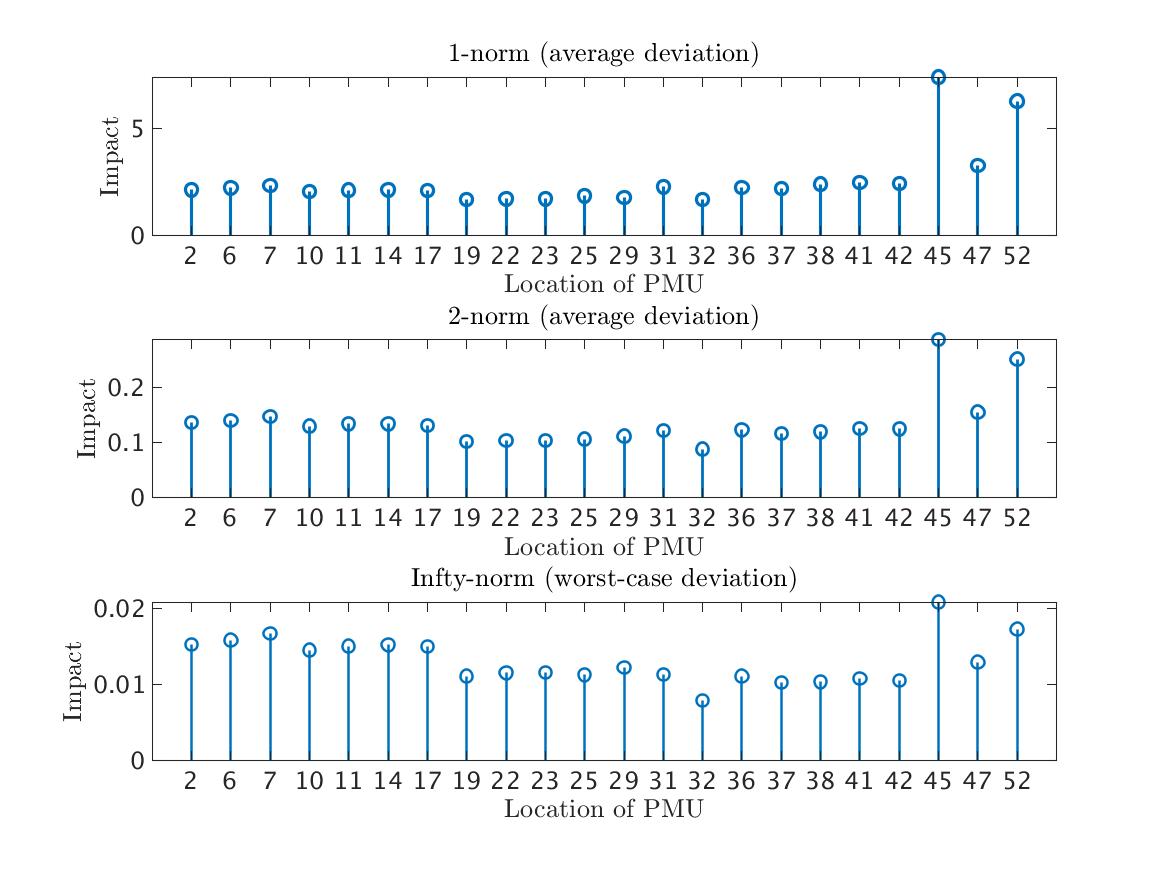 1-norm (average deviation)
Impact
5
0
2 6 7 10 11 14 17 19 22 23 25 29 31 32 36 37 38 41 42 45 47 52
Location of PMU
2-norm (average deviation)
Impact
0.2
0.1
0
2 6 7 10 11 14 17 19 22 23 25 29 31 32 36 37 38 41 42 45 47 52
Location of PMU
Infty-norm (worst-case deviation)
Impact
0.02
0.01
0
2 6 7 10 11 14 17 19 22 23 25 29 31 32 36 37 38 41 42 45 47 52
Location of PMU